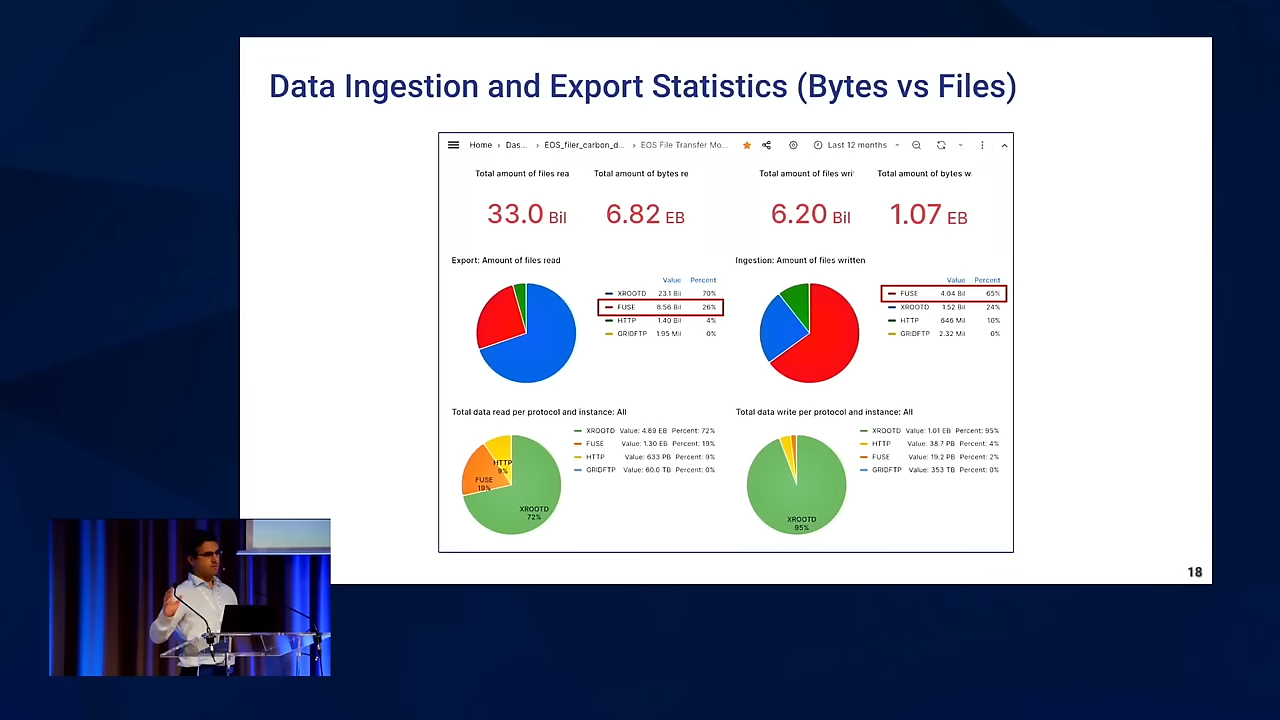 Data Ingestion and Export Statistics (Bytes vs Files)
Home › Das... › EOS_filer_carbon_d... › EOS File Transfer Mo... Last 12 months
Total amount of files rea
Total amount of bytes re
Total amount of files wri
Total amount of bytes w
33.0 Bil
6.82 EB
6.20 Bil
1.07 EB
Export: Amount of files read
Value Percent
XROOTD 23.1 Bil 70%
FUSE 8.56 Bil 26%
HTTP 1.40 Bil 4%
GRIDFTP 1.95 Mil 0%
Ingestion: Amount of files written
Value Percent
FUSE 4.04 Bil 65%
XROOTD 1.52 Bil 24%
HTTP 646 Mil 10%
GRIDFTP 2.32 Mil 0%
Total data read per protocol and instance: All
XROOTD Value: 4.89 EB Percent: 72%
FUSE Value: 1.30 EB Percent: 19%
HTTP Value: 633 PB Percent: 9%
GRIDFTP Value: 60.0 TB Percent: 0%
HTTP
9%
FUSE
19%
XROOTD
72%
Total data write per protocol and instance: All
XROOTD Value: 1.01 EB Percent: 95%
HTTP Value: 38.7 PB Percent: 4%
FUSE Value: 19.2 PB Percent: 2%
GRIDFTP Value: 353 TB Percent: 0%
XROOTD
95%
18